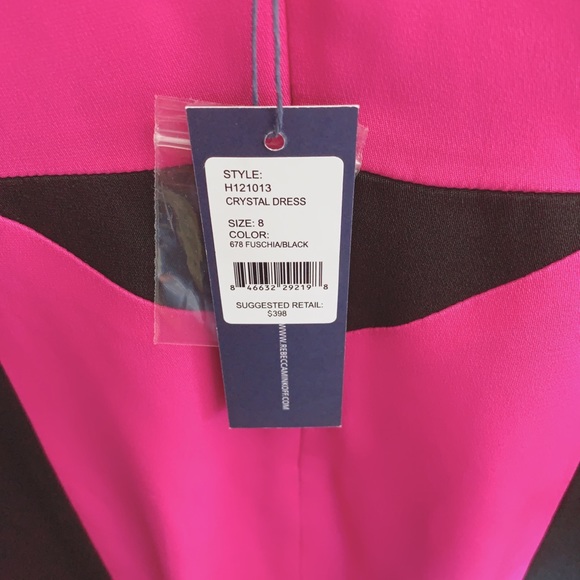 STYLE:
H121013
CRYSTAL DRESS
SIZE: 8
COLOR:
678 FUSCHIA/BLACK
8 46632 29219 8
SUGGESTED RETAIL:
$398
WWW.REBECCAMINKOFF.COM